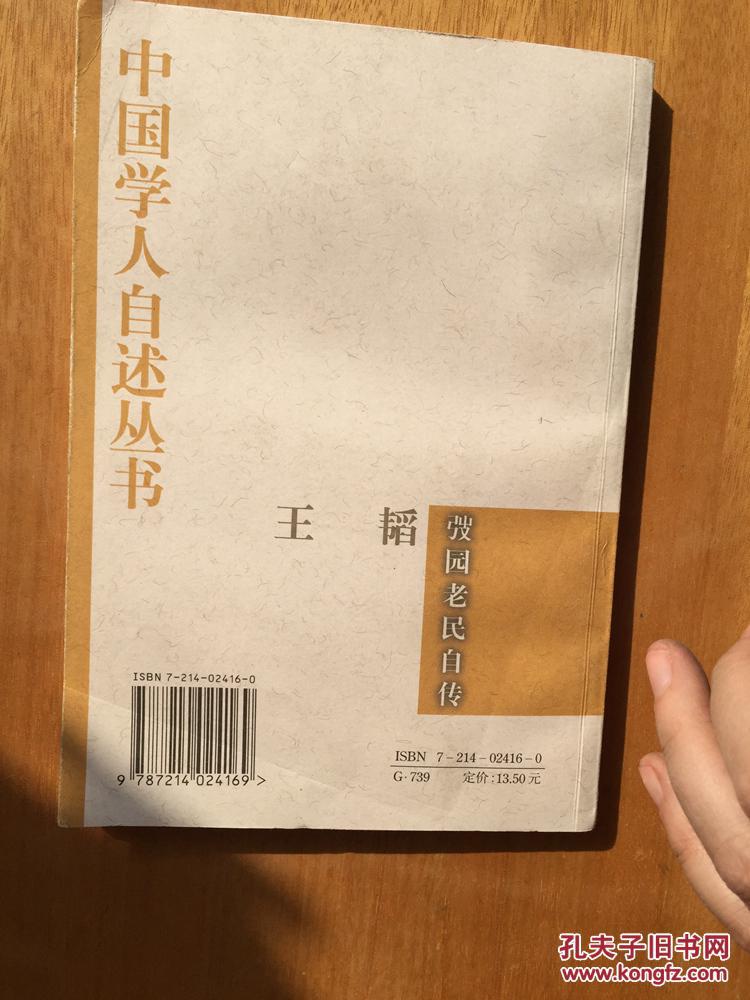 中国学人自述丛书
王 韬
弢园老民自传
ISBN 7-214-02416-0
9 787214 024169 >
ISBN 7-214-02416-0
G·739 定价:13.50元
孔夫子旧书网
www.kongfz.com